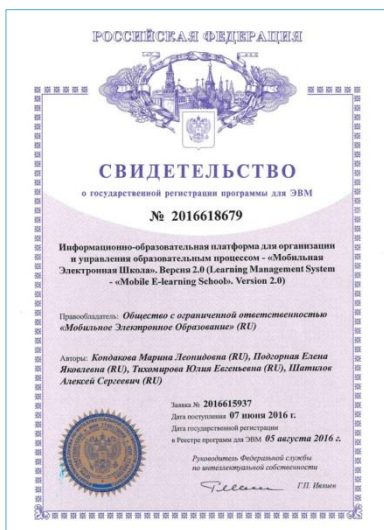 РОССИЙСКАЯ ФЕДЕРАЦИЯ
СВИДЕТЕЛЬСТВО
о государственной регистрации программы для ЭВМ
№ 2016618679
Информационно-образовательная платформа для организации
и управления образовательным процессом - «Мобильная
Электронная Школа». Версия 2.0 (Learning Management System
- «Mobile E-learning School». Version 2.0)
Правообладатель: Общество с ограниченной ответственностью
«Мобильное Электронное Образование» (RU)
Авторы: Кондакова Марина Леонидовна (RU), Подгорная Елена
Яковлевна (RU), Тихомирова Юлия Евгеньевна (RU), Шатилов
Алексей Сергеевич (RU)
Заявка № 2016615937
Дата поступления 07 июня 2016 г.
Дата государственной регистрации
в Реестре программ для ЭВМ 05 августа 2016 г.
Руководитель Федеральной службы
по интеллектуальной собственности
Г.П. Ивлиев